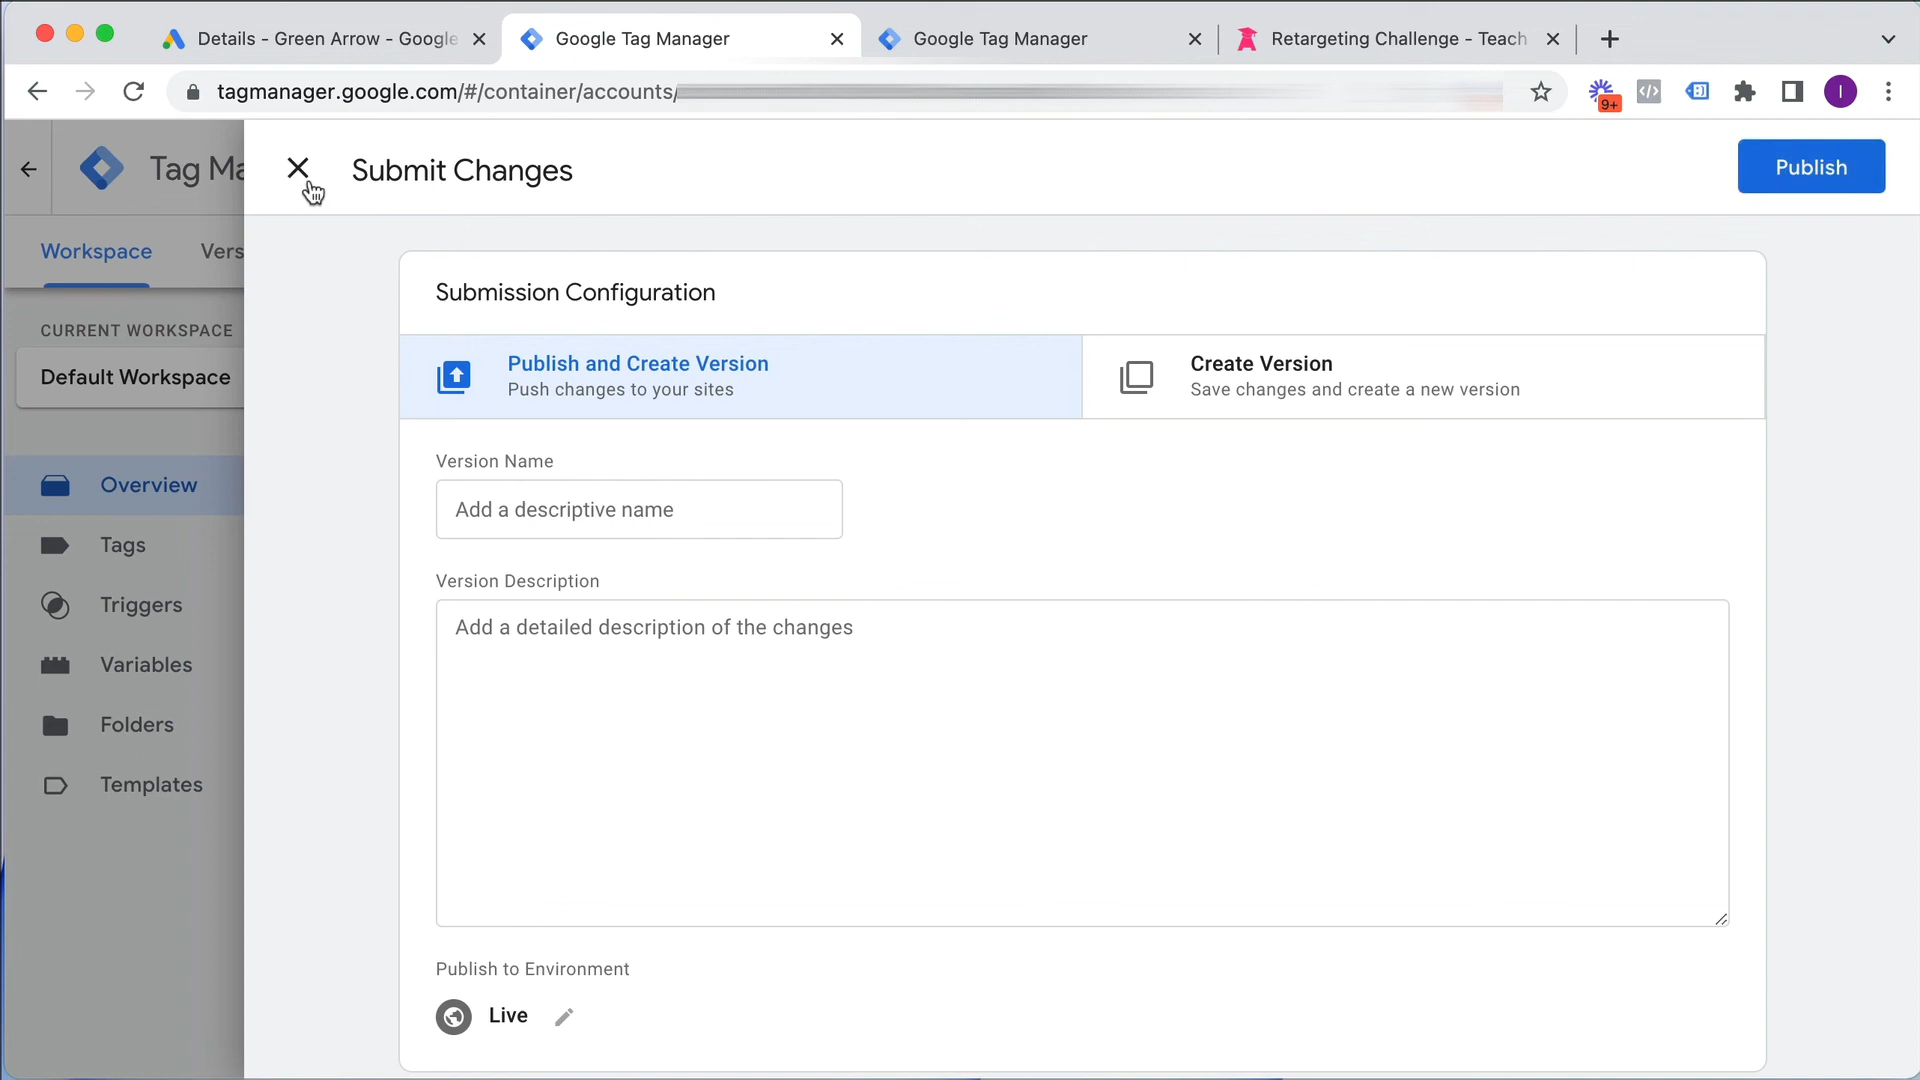 Details - Green Arrow - Google
Google Tag Manager
Google Tag Manager
Retargeting Challenge - Teach
tagmanager.google.com/#/container/accounts/
9+
I
Tag Ma
Submit Changes
Publish
Workspace
Vers
Submission Configuration
CURRENT WORKSPACE
Default Workspace
Publish and Create Version
Push changes to your sites
Create Version
Save changes and create a new version
Version Name
Add a descriptive name
Overview
Tags
Triggers
Variables
Folders
Templates
Version Description
Add a detailed description of the changes
Publish to Environment
Live